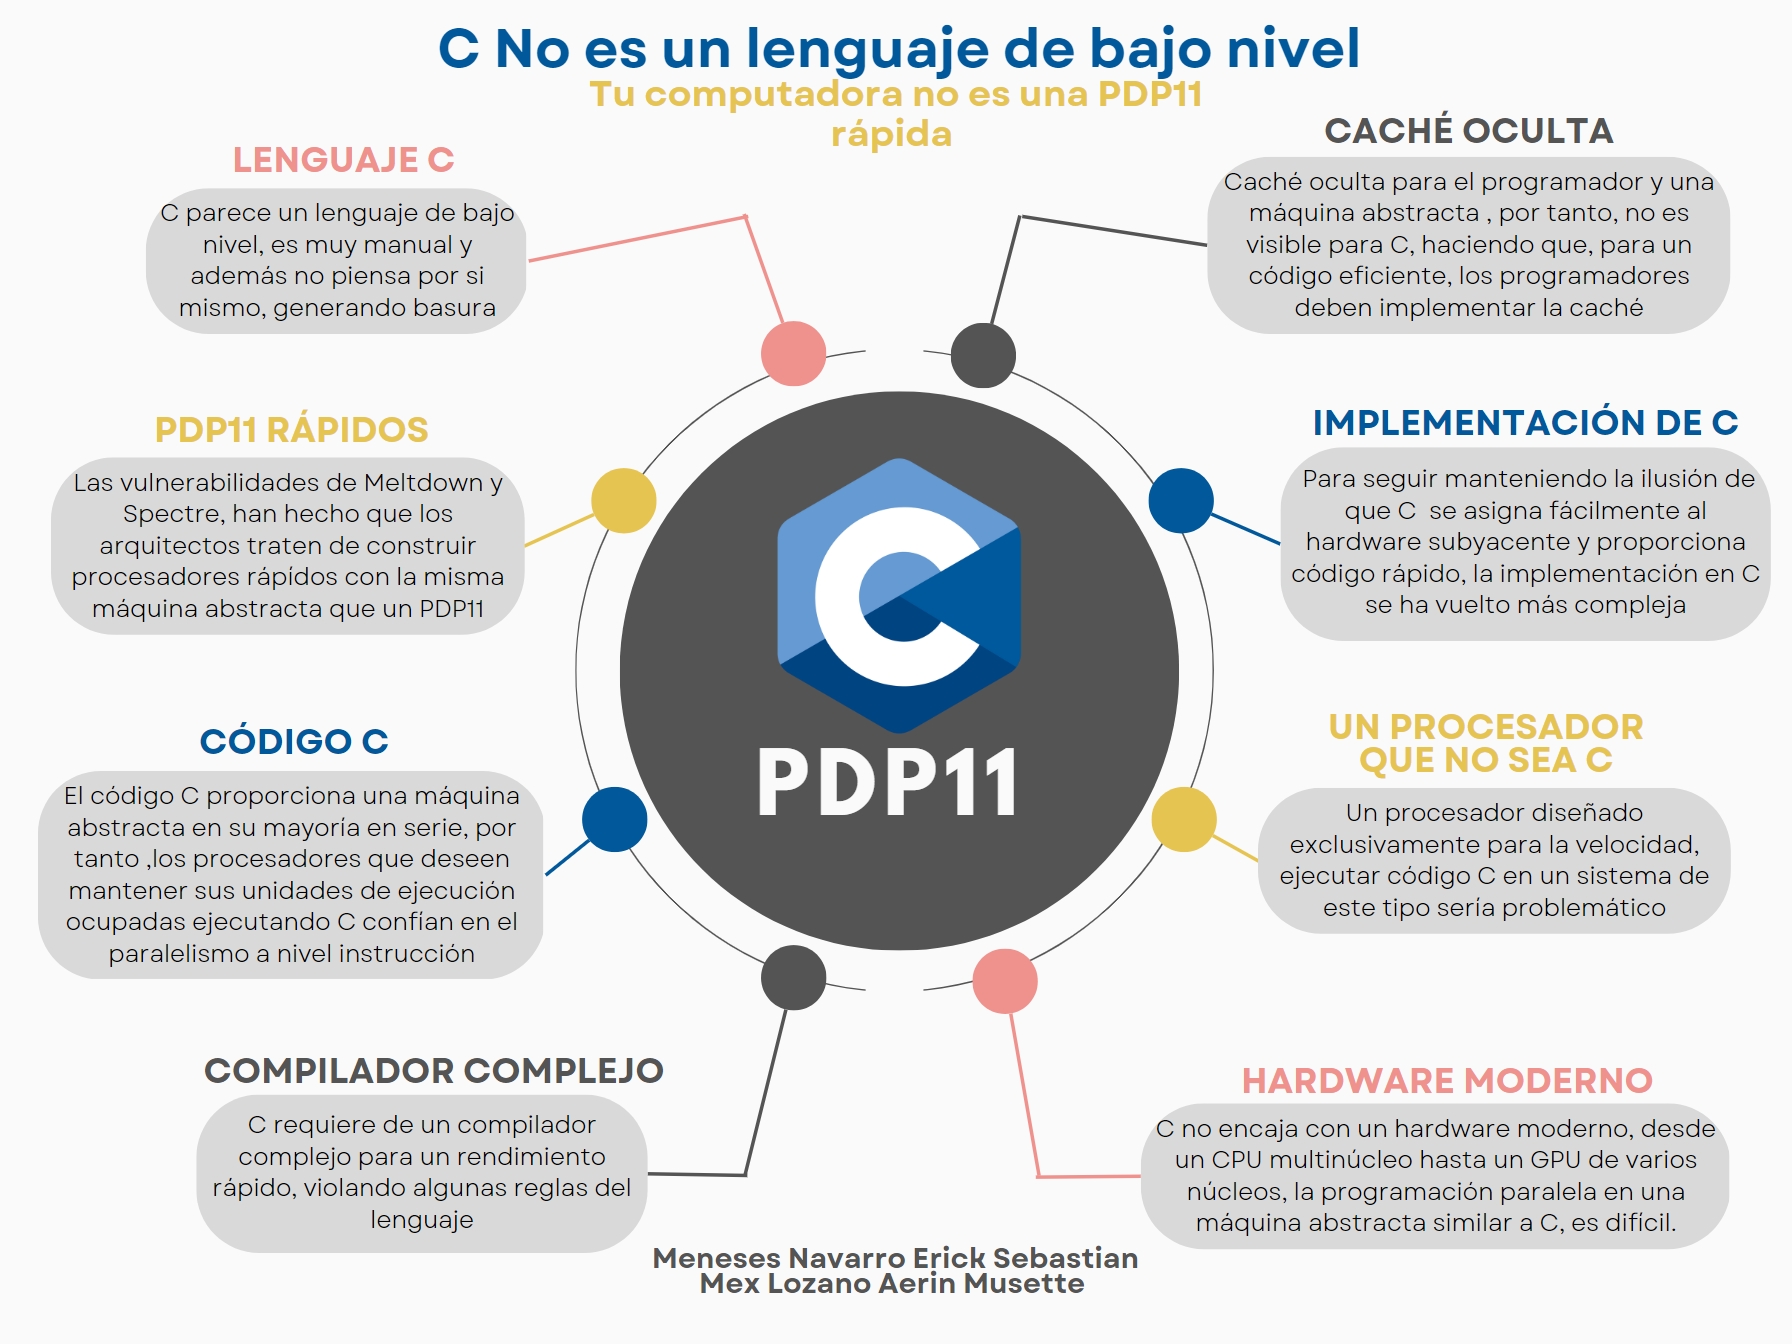 C No es un lenguaje de bajo nivel
Tu computadora no es una PDP11
rápida
LENGUAJE C
C parece un lenguaje de bajo
nivel, es muy manual y
además no piensa por si
mismo, generando basura
PDP11 RÁPIDOS
Las vulnerabilidades de Meltdown y
Spectre, han hecho que los
arquitectos traten de construir
procesadores rápídos con la misma
máquina abstracta que un PDP11
CÓDIGO C
El código C proporciona una máquina
abstracta en su mayoría en serie, por
tanto ,los procesadores que deseen
mantener sus unidades de ejecución
ocupadas ejecutando C confían en el
paralelismo a nivel instrucción
COMPILADOR COMPLEJO
C requiere de un compilador
complejo para un rendimiento
rápido, violando algunas reglas del
lenguaje
C
PDP11
CACHÉ OCULTA
Caché oculta para el programador y una
máquina abstracta , por tanto, no es
visible para C, haciendo que, para un
código eficiente, los programadores
deben implementar la caché
IMPLEMENTACIÓN DE C
Para seguir manteniendo la ilusión de
que C se asigna fácilmente al
hardware subyacente y proporciona
código rápido, la implementación en C
se ha vuelto más compleja
UN PROCESADOR
QUE NO SEA C
Un procesador diseñado
exclusivamente para la velocidad,
ejecutar código C en un sistema de
este tipo sería problemático
HARDWARE MODERNO
C no encaja con un hardware moderno, desde
un CPU multinúcleo hasta un GPU de varios
núcleos, la programación paralela en una
máquina abstracta similar a C, es difícil.
Meneses Navarro Erick Sebastian
Mex Lozano Aerin Musette